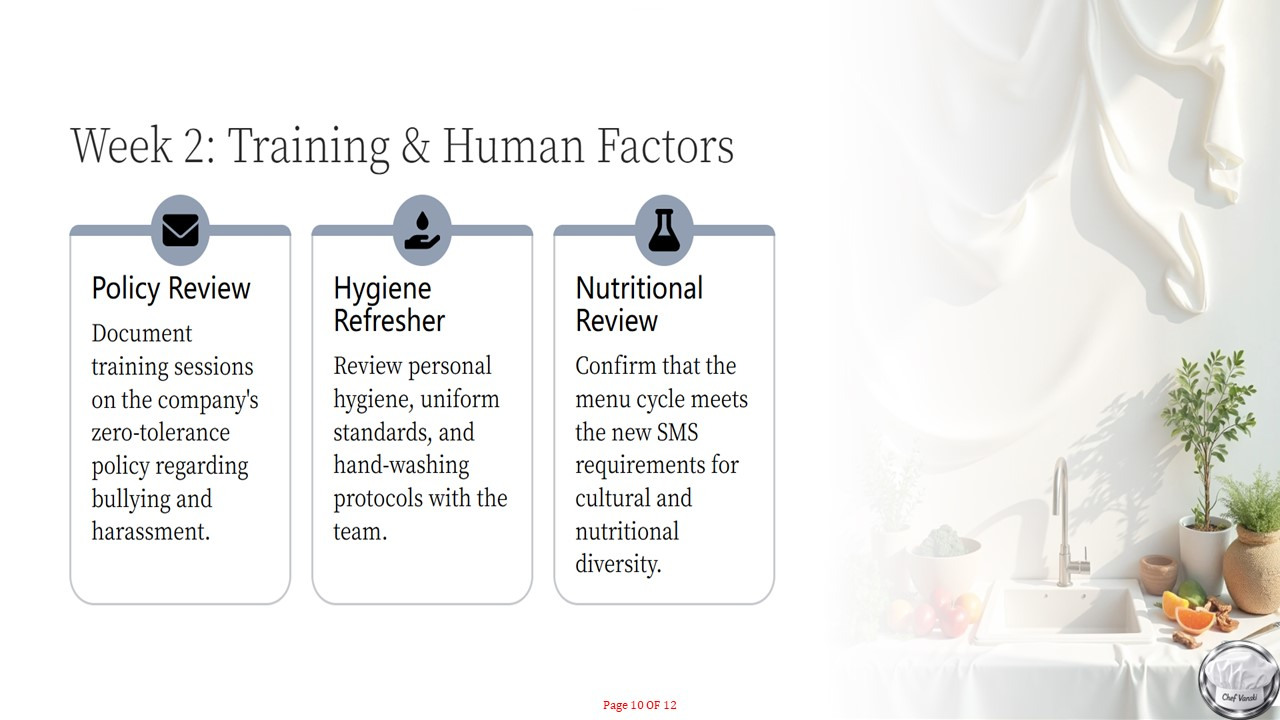 Week 2: Training & Human Factors
Policy Review
Document
training sessions
on the company's
zero-tolerance
policy regarding
bullying and
harassment.
Hygiene
Refresher
Review personal
hygiene, uniform
standards, and
hand-washing
protocols with the
team.
Nutritional
Review
Confirm that the
menu cycle meets
the new SMS
requirements for
cultural and
nutritional
diversity.
Page 10 OF 12
Chef Vanski